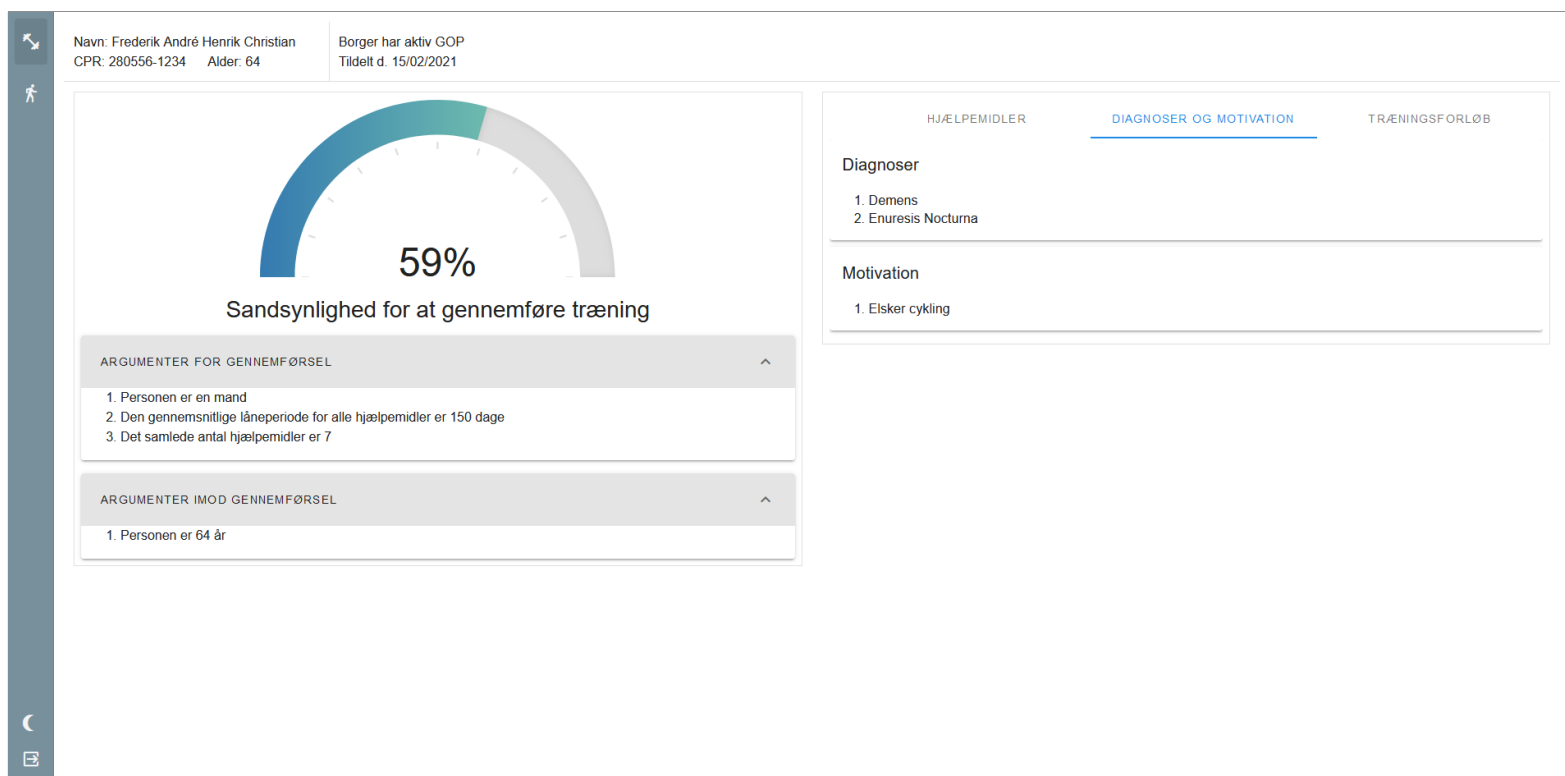 Navn: Frederik André Henrik Christian
CPR: 280556-1234 Alder: 64
Borger har aktiv GOP
Tildelt d. 15/02/2021
59%
Sandsynlighed for at gennemføre træning
ARGUMENTER FOR GENNEMFØRSEL
1. Personen er en mand
2. Den gennemsnitlige låneperiode for alle hjælpemidler er 150 dage
3. Det samlede antal hjælpemidler er 7
ARGUMENTER IMOD GENNEMFØRSEL
1. Personen er 64 år
HJÆLPEMIDLER DIAGNOSER OG MOTIVATION TRÆNINGSFORLØB
Diagnoser
1. Demens
2. Enuresis Nocturna
Motivation
1. Elsker cykling